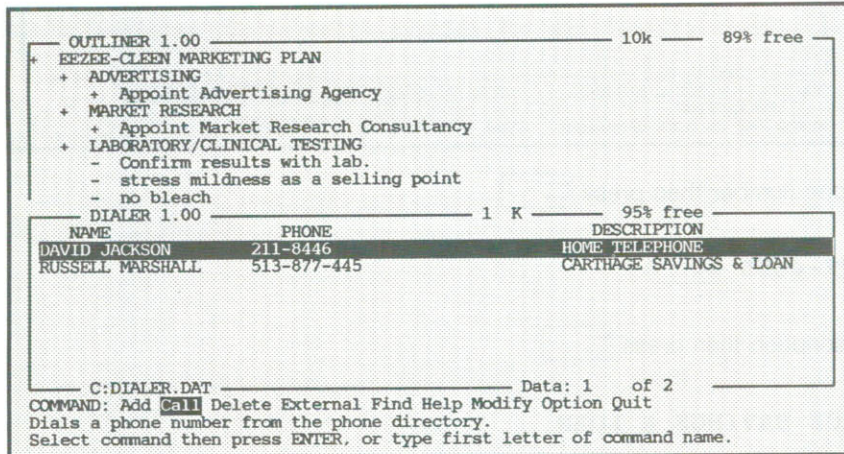 OUTLINER 1.00 10k 89% free
+ EEZEE-CLEEN MARKETING PLAN
+ ADVERTISING
+ Appoint Advertising Agency
+ MARKET RESEARCH
+ Appoint Market Research Consultancy
+ LABORATORY/CLINICAL TESTING
- Confirm results with lab.
- stress mildness as a selling point
- no bleach
DIALER 1.00 1 K 95% free
NAME PHONE DESCRIPTION
DAVID JACKSON 211-8446 HOME TELEPHONE
RUSSELL MARSHALL 513-877-445 CARTHAGE SAVINGS & LOAN
C:DIALER.DAT Data: 1 of 2
COMMAND: Add Call Delete External Find Help Modify Option Quit
Dials a phone number from the phone directory.
Select command then press ENTER, or type first letter of command name.